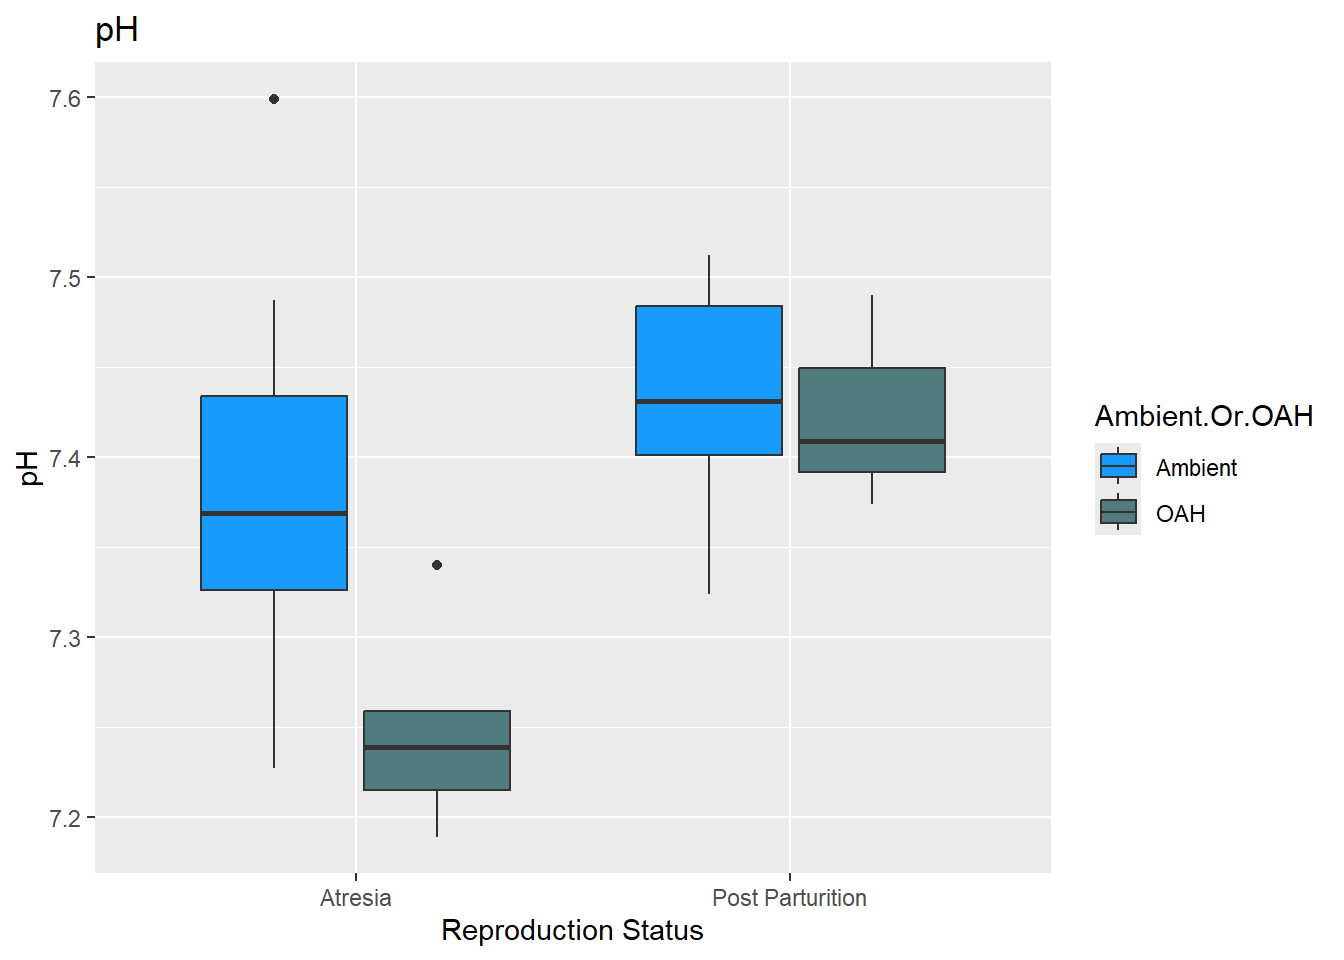 pH
7.6
7.5
7.4
7.3
7.2
pH
Atresia
Post Parturition
Reproduction Status
Ambient.Or.OAH
Ambient
OAH